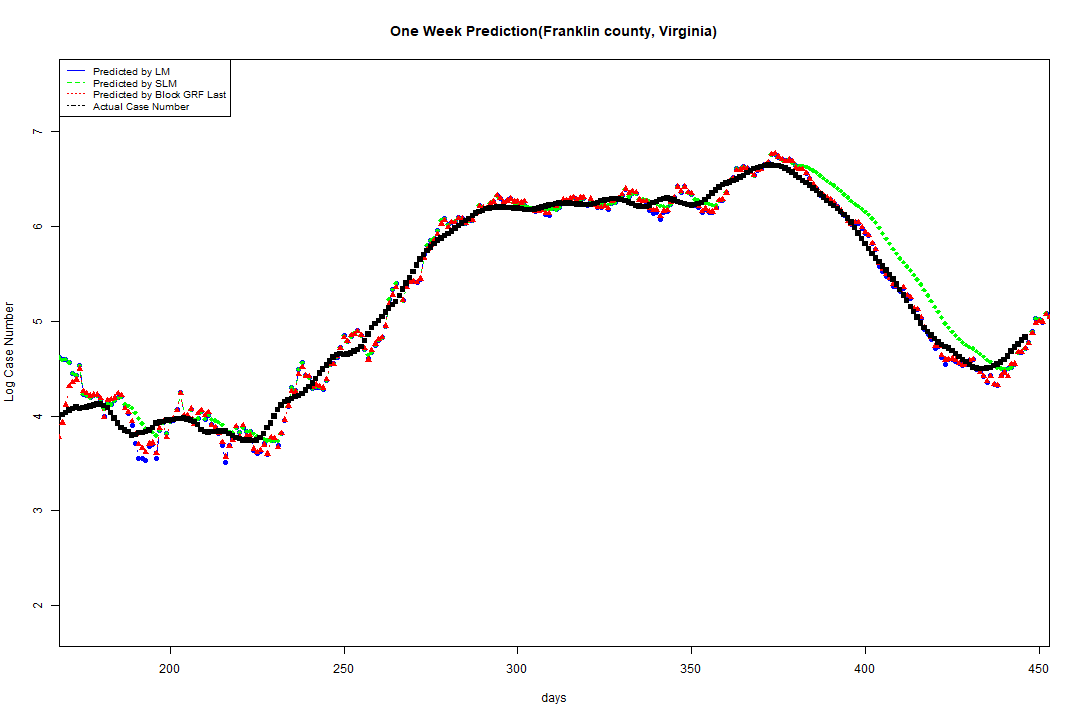 One Week Prediction(Franklin county, Virginia)
Predicted by LM
Predicted by SLM
Predicted by Block GRF Last
Actual Case Number
7
6
5
4
3
2
Log Case Number
200 250 300 350 400 450
days